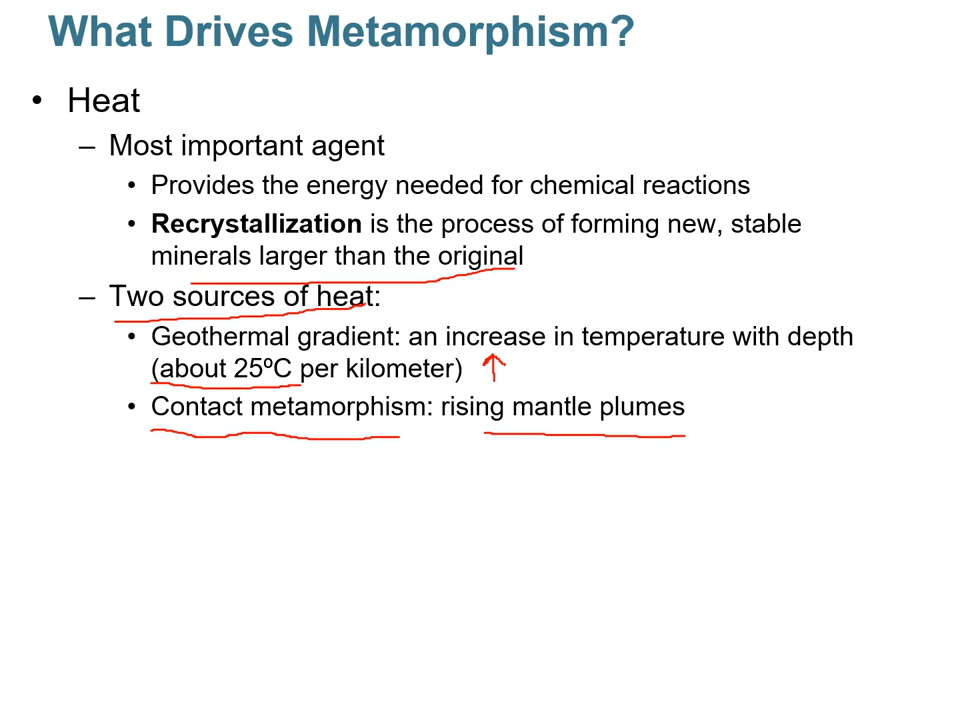 What Drives Metamorphism?
• Heat
– Most important agent
• Provides the energy needed for chemical reactions
• Recrystallization is the process of forming new, stable
minerals larger than the original
– Two sources of heat:
• Geothermal gradient: an increase in temperature with depth
(about 25ºC per kilometer)
• Contact metamorphism: rising mantle plumes